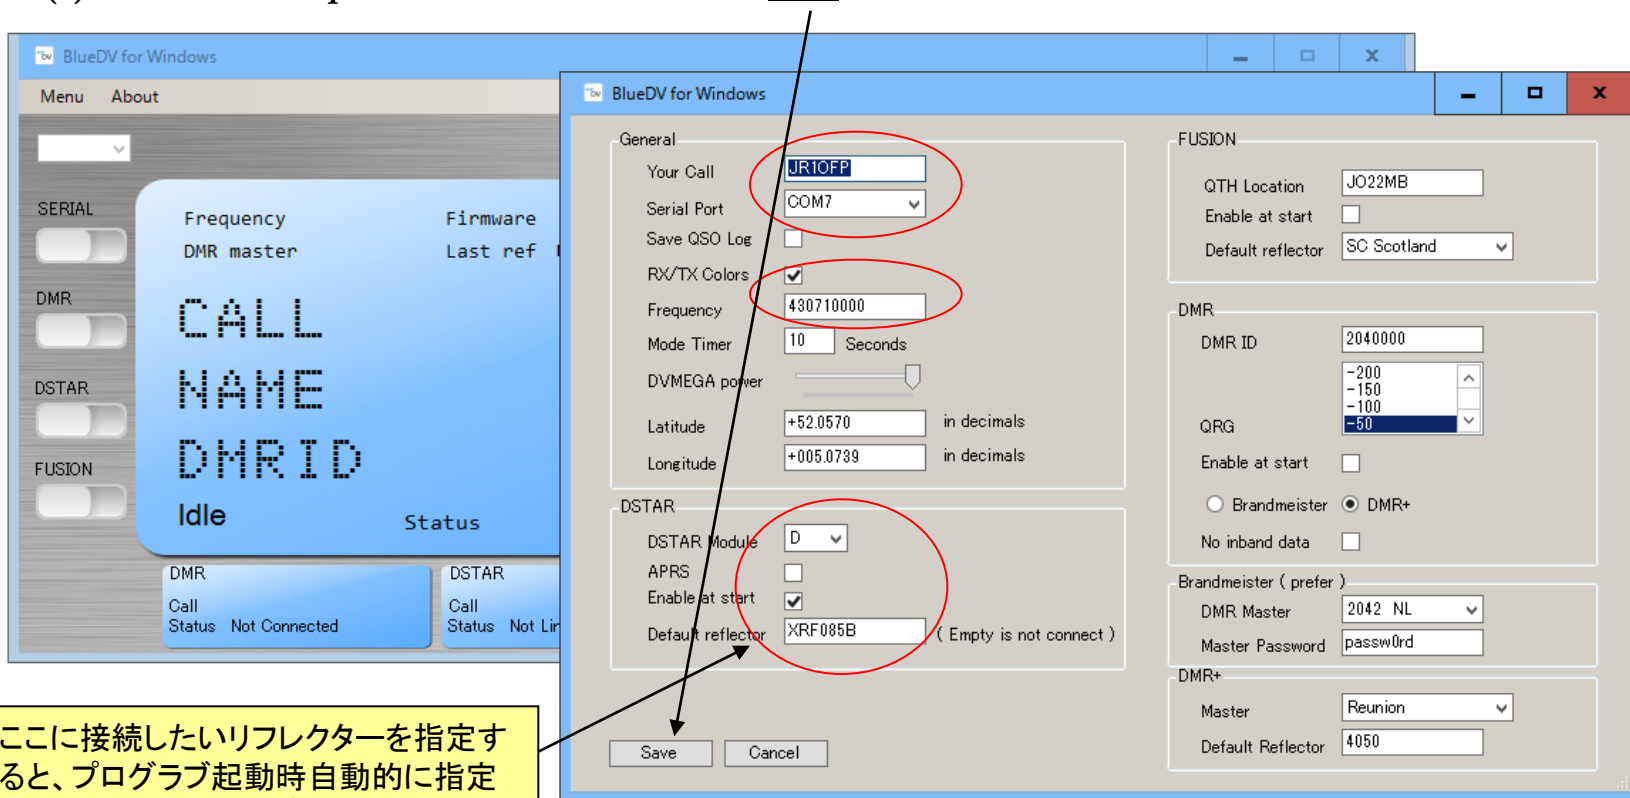 BlueDV for Windows
Menu About
SERIAL
DMR
DSTAR
FUSION
Frequency Firmware
DMR master Last ref
CALL
NAME
DMRID
Idle Status
DMR
Call
Status Not Connected
DSTAR
Call
Status Not
BlueDV for Windows
General
Your Call JR1OFP
Serial Port COM7
Save QSO Log
RX/TX Colors
Frequency 430710000
Mode Timer 10 Seconds
DVMEGA power
Latitude +52.0570 in decimals
Longitude +005.0739 in decimals
DSTAR
DSTAR Module D
APRS
Enable at start
Default reflector XRF085B ( Empty is not connect )
Save Cancel
FUSION
QTH Location JO22MB
Enable at start
Default reflector SC Scotland
DMR
DMR ID 2040000
-200
-150
-100
QRG -50
Enable at start
Brandmeister DMR+
No inband data
Brandmeister ( prefer )
DMR Master 2042 NL
Master Password passw0rd
DMR+
Master Reunion
Default Reflector 4050
ここに接続したいリフレクターを指定す
ると、プログラブ起動時自動的に指定